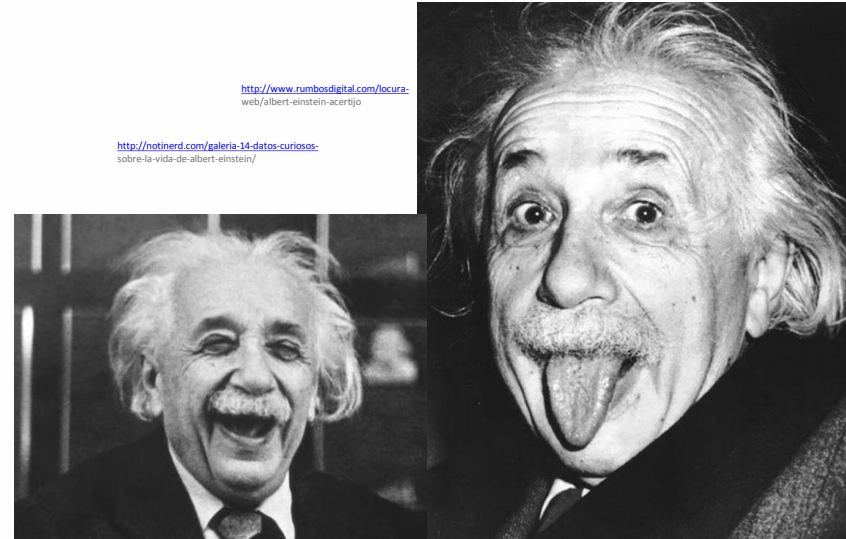 http://www.rumbosdigital.com/locura-
web/albert-einstein-acertijo
http://notinerd.com/galeria-14-datos-curiosos-
sobre-la-vida-de-albert-einstein/